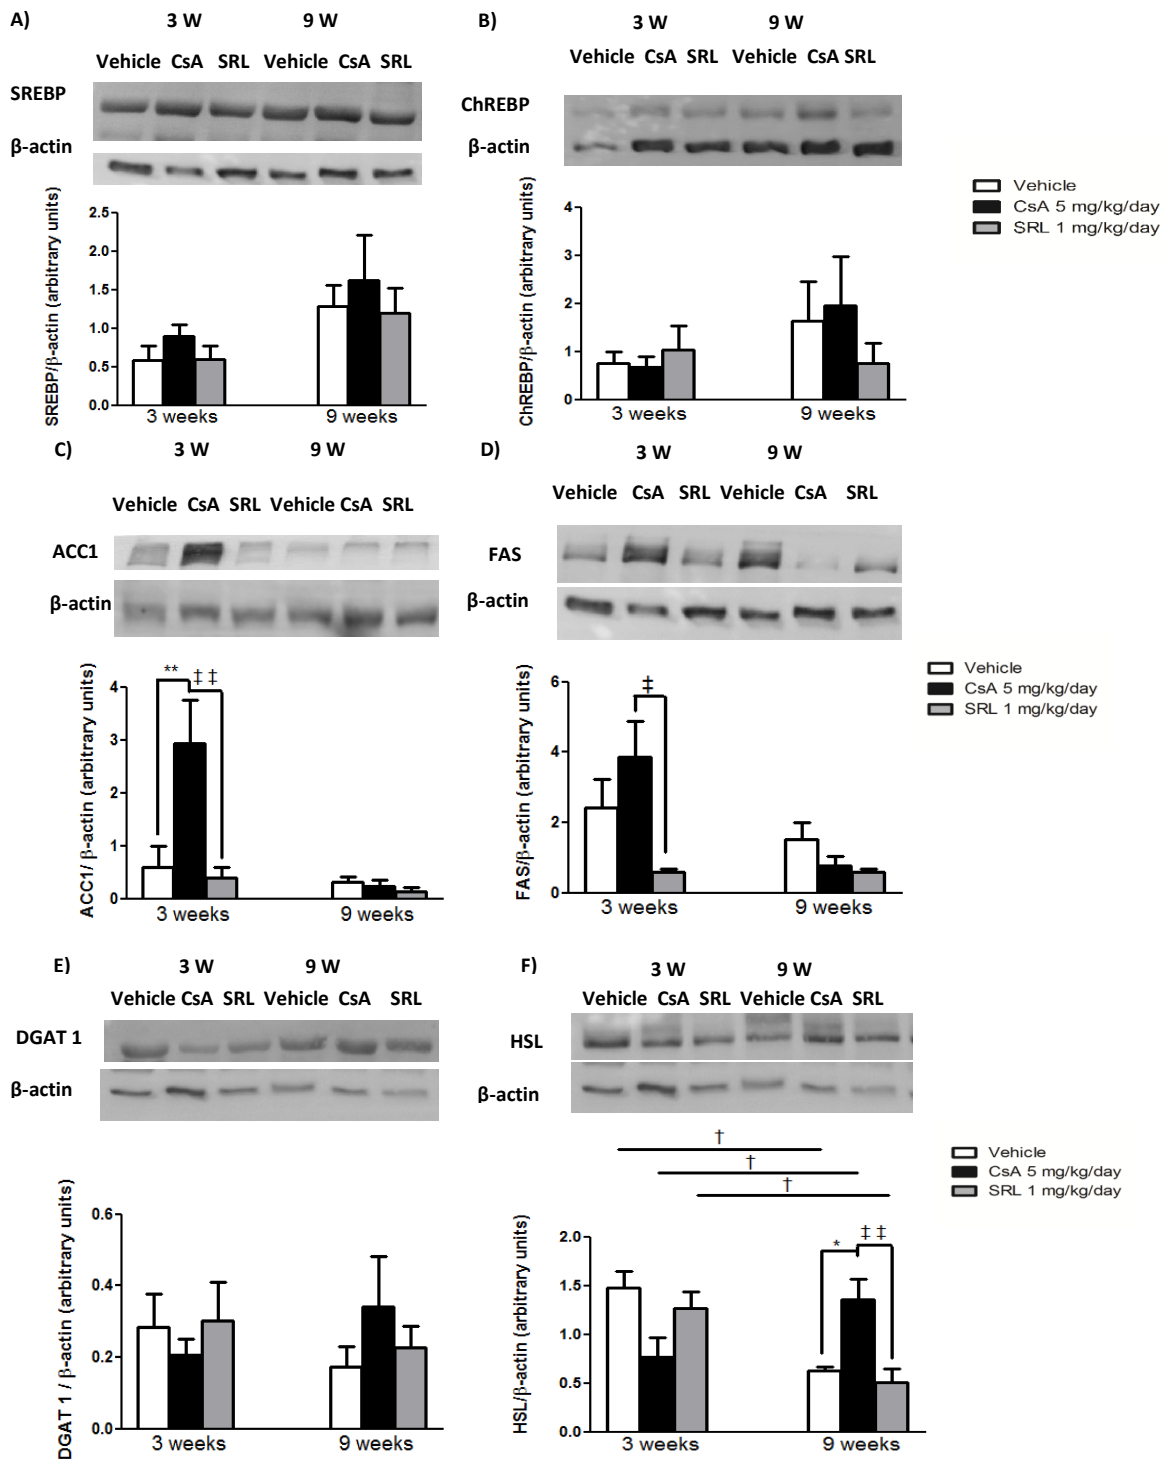 A) 3 W 9 W
Vehicle CsA SRL Vehicle CsA SRL
SREBP
β-actin
SREBP/β-actin (arbitrary units)
2.5
2.0
1.5
1.0
0.5
0.0
3 weeks 9 weeks
B) 3 W 9 W
Vehicle CsA SRL Vehicle CsA SRL
ChREBP
β-actin
ChREBP/β-actin (arbitrary units)
4
3
2
1
0
3 weeks 9 weeks
Vehicle
CsA 5 mg/kg/day
SRL 1 mg/kg/day
C) 3 W 9 W
Vehicle CsA SRL Vehicle CsA SRL
ACC1
β-actin
ACC1/ β-actin (arbitrary units)
** ‡ ‡
4
3
2
1
0
3 weeks 9 weeks
D) 3 W 9 W
Vehicle CsA SRL Vehicle CsA SRL
FAS
β-actin
FAS/β-actin (arbitrary units)
‡
6
4
2
0
3 weeks 9 weeks
Vehicle
CsA 5 mg/kg/day
SRL 1 mg/kg/day
E) 3 W 9 W
Vehicle CsA SRL Vehicle CsA SRL
DGAT 1
β-actin
DGAT 1 / β-actin (arbitrary units)
0.6
0.4
0.2
0.0
3 weeks 9 weeks
F) 3 W 9 W
Vehicle CsA SRL Vehicle CsA SRL
HSL
β-actin
†
†
†
HSL/β-actin (arbitrary units)
* ‡ ‡
2.0
1.5
1.0
0.5
0.0
3 weeks 9 weeks
Vehicle
CsA 5 mg/kg/day
SRL 1 mg/kg/day